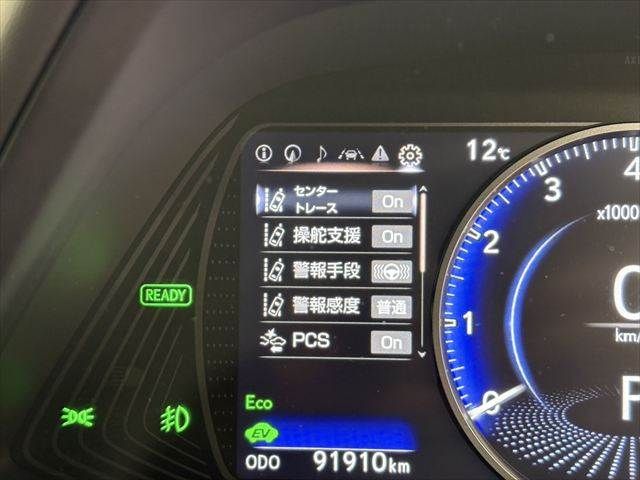 12℃
センター
トレース On
操舵支援 On
警報手段
警報感度 普通
PCS On
READY
Eco
EV
ODO 91910km
4
3
2
1
0
x1000
km/
P